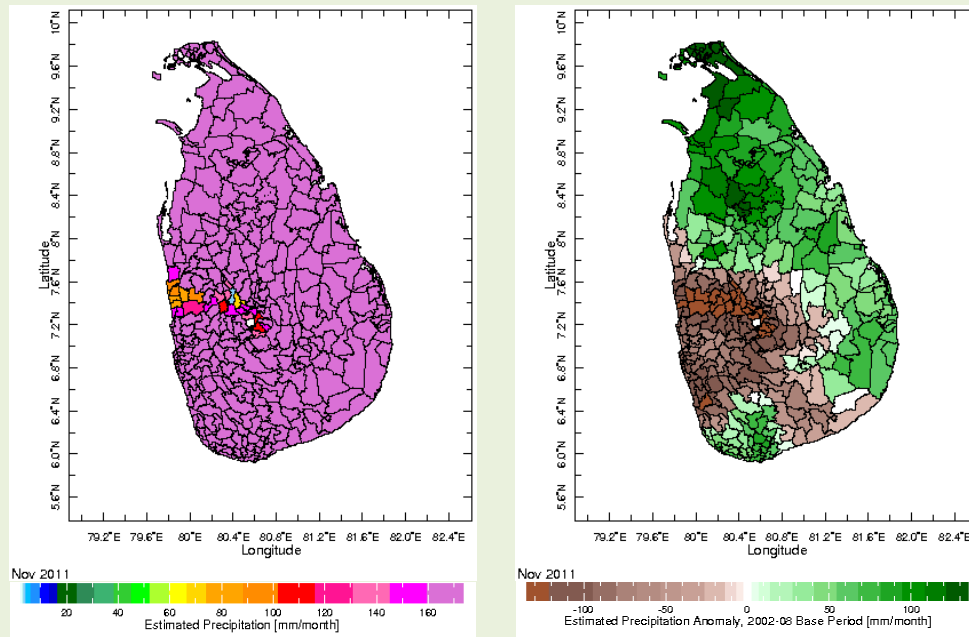 10°N
9.6°N
9.2°N
8.8°N
8.4°N
8°N
7.6°N
7.2°N
6.8°N
6.4°N
6.0°N
5.6°N
Latitude
79.2°E 79.6°E 80°E 80.4°E 80.8°E 81.2°E 81.6°E 82.0°E 82.4°E
Longitude
Nov 2011
20 40 60 80 100 120 140 160
Estimated Precipitation [mm/month]
10°N
9.6°N
9.2°N
8.8°N
8.4°N
8°N
7.6°N
7.2°N
6.8°N
6.4°N
6.0°N
5.6°N
Latitude
79.2°E 79.6°E 80°E 80.4°E 80.8°E 81.2°E 81.6°E 82.0°E 82.4°E
Longitude
Nov 2011
-100 -50 0 50 100
Estimated Precipitation Anomaly, 2002-08 Base Period [mm/month]